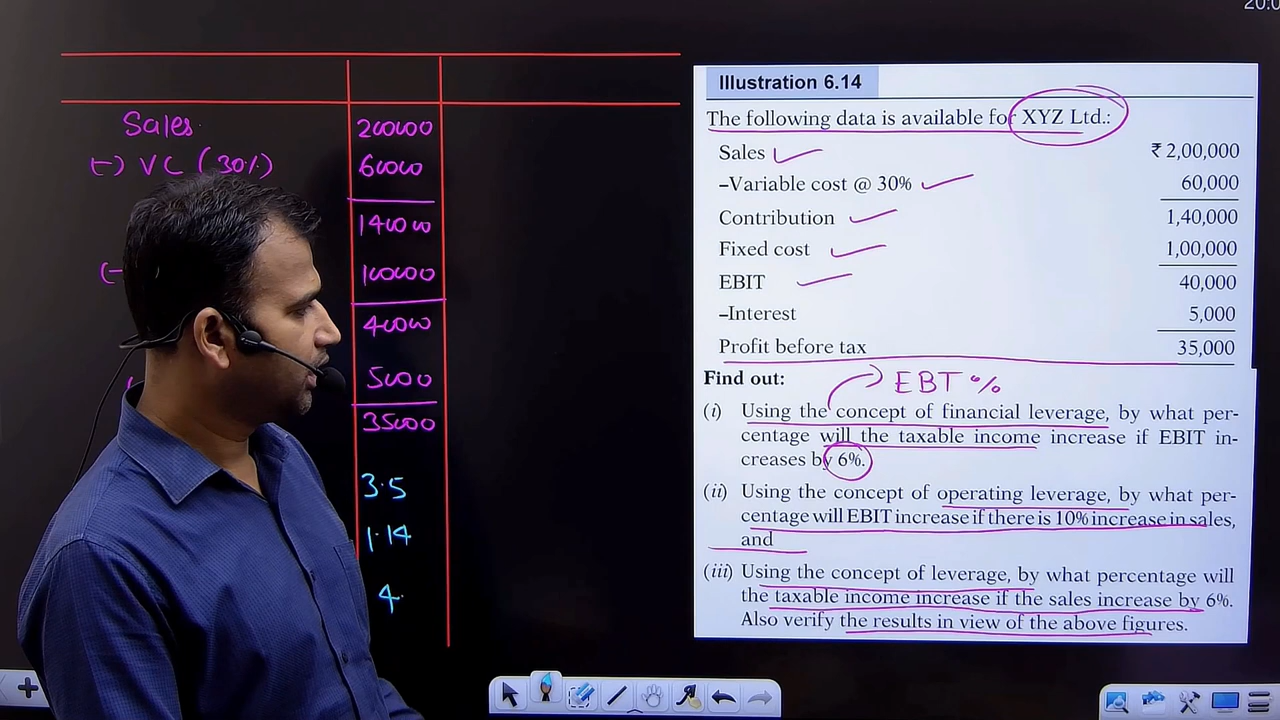 20:0
Sales. 200000
(-) VC (30%) 60000
140000
(- 100000
40000
5000
35000
3.5
1.14
4.
Illustration 6.14
The following data is available for XYZ Ltd.:
Sales ₹ 2,00,000
–Variable cost @ 30% 60,000
Contribution 1,40,000
Fixed cost 1,00,000
EBIT 40,000
–Interest 5,000
Profit before tax 35,000
Find out: EBT %
(i) Using the concept of financial leverage, by what per-
centage will the taxable income increase if EBIT in-
creases by 6%.
(ii) Using the concept of operating leverage, by what per-
centage will EBIT increase if there is 10% increase in sales,
and
(iii) Using the concept of leverage, by what percentage will
the taxable income increase if the sales increase by 6%.
Also verify the results in view of the above figures.